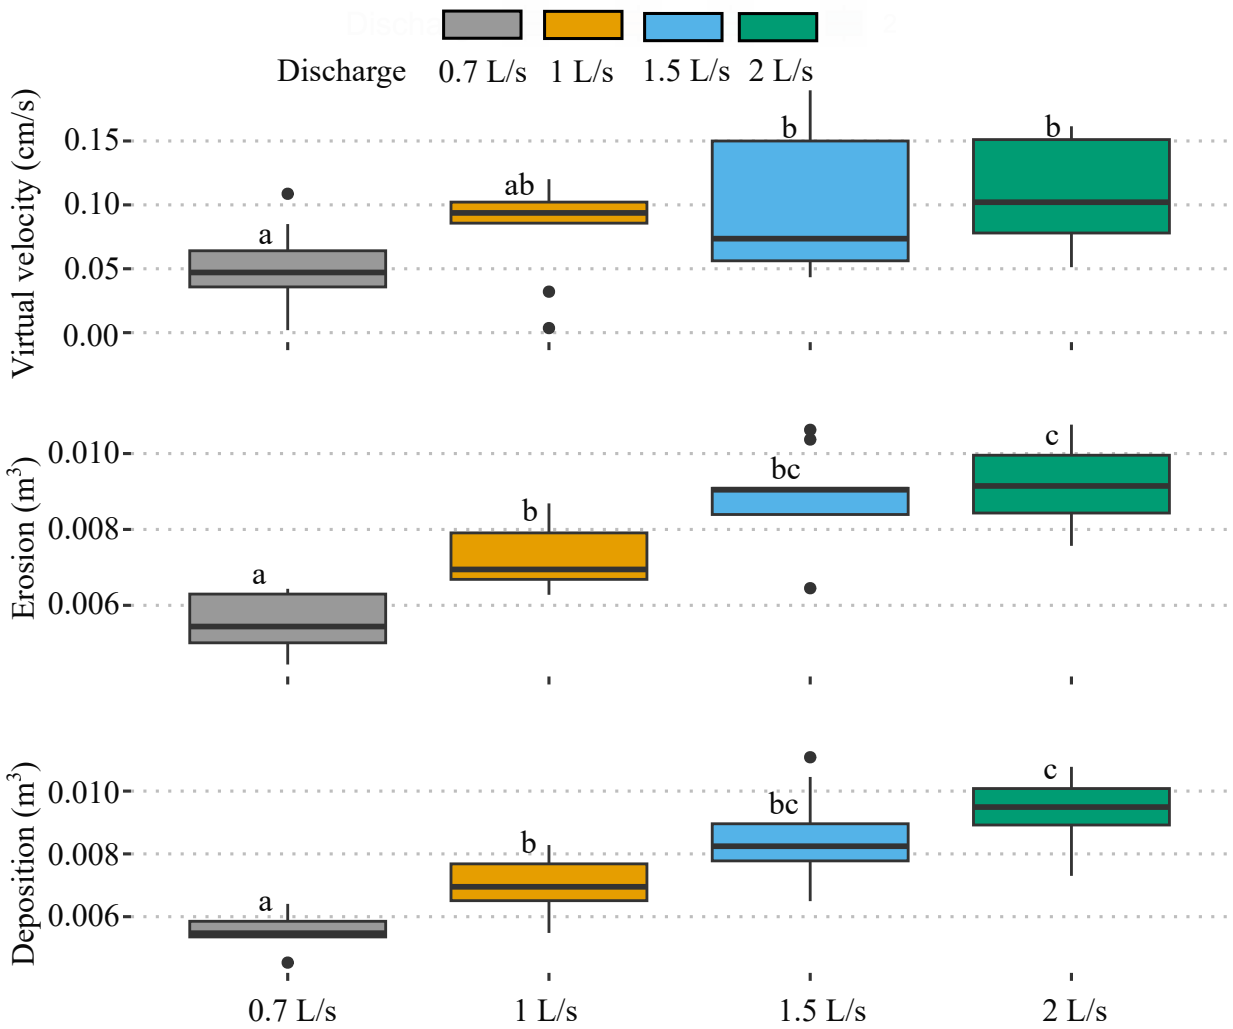 Discharge 0.7 L/s 1 L/s 1.5 L/s 2 L/s
Virtual velocity (cm/s)
0.15
0.10
0.05
0.00
a
ab
b
b
Erosion (m³)
0.010
0.008
0.006
a
b
bc
c
Deposition (m³)
0.010
0.008
0.006
a
b
bc
c
0.7 L/s 1 L/s 1.5 L/s 2 L/s